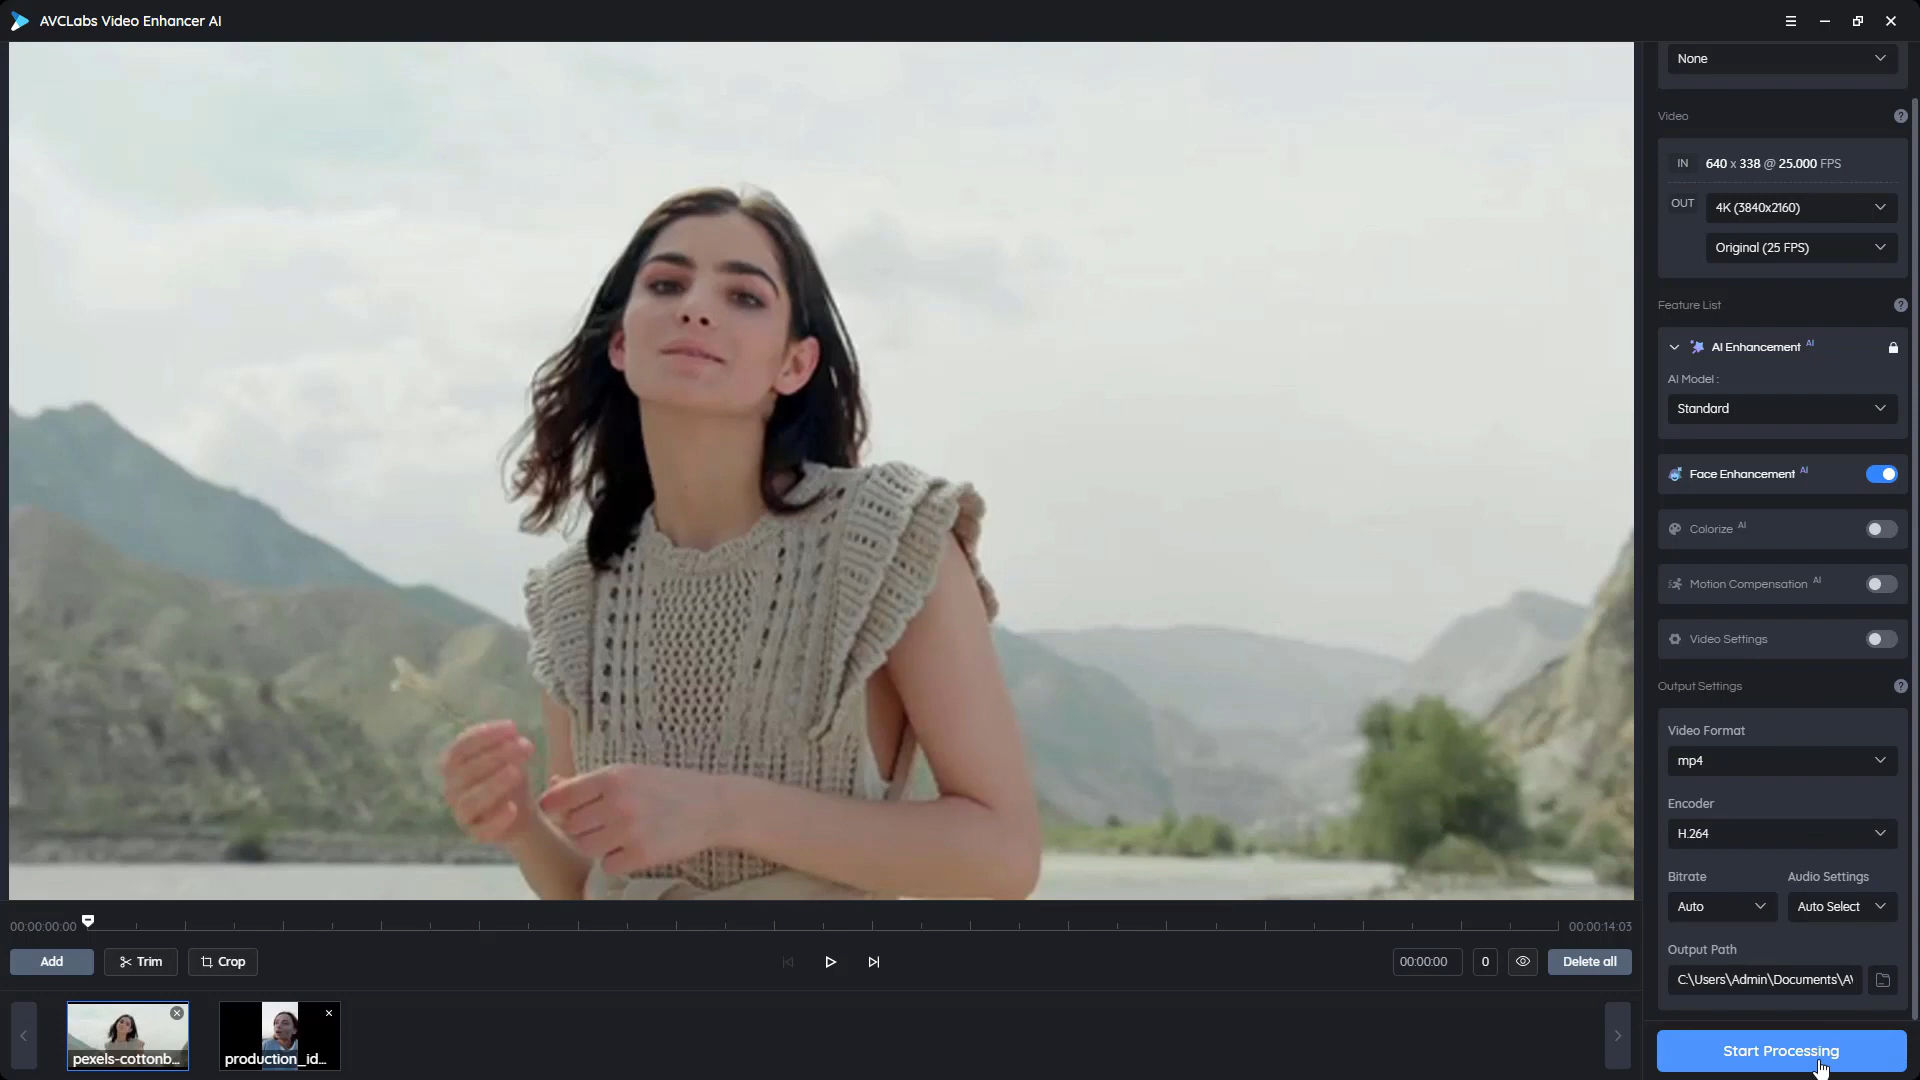 AVCLabs Video Enhancer AI
None
Video
IN 640 x 338 @ 25.000 FPS
OUT 4K (3840x2160)
Original (25 FPS)
Feature List
AI Enhancement AI
AI Model :
Standard
Face Enhancement AI
Colorize AI
Motion Compensation AI
Video Settings
Output Settings
Video Format
mp4
Encoder
H.264
Bitrate Audio Settings
Auto Auto Select
Output Path
C:\Users\Admin\Documents\A
Start Processing
00:00:00:00 00:00:14:03
Add Trim Crop 00:00:00 0 Delete all
pexels-cottonb... production_id...